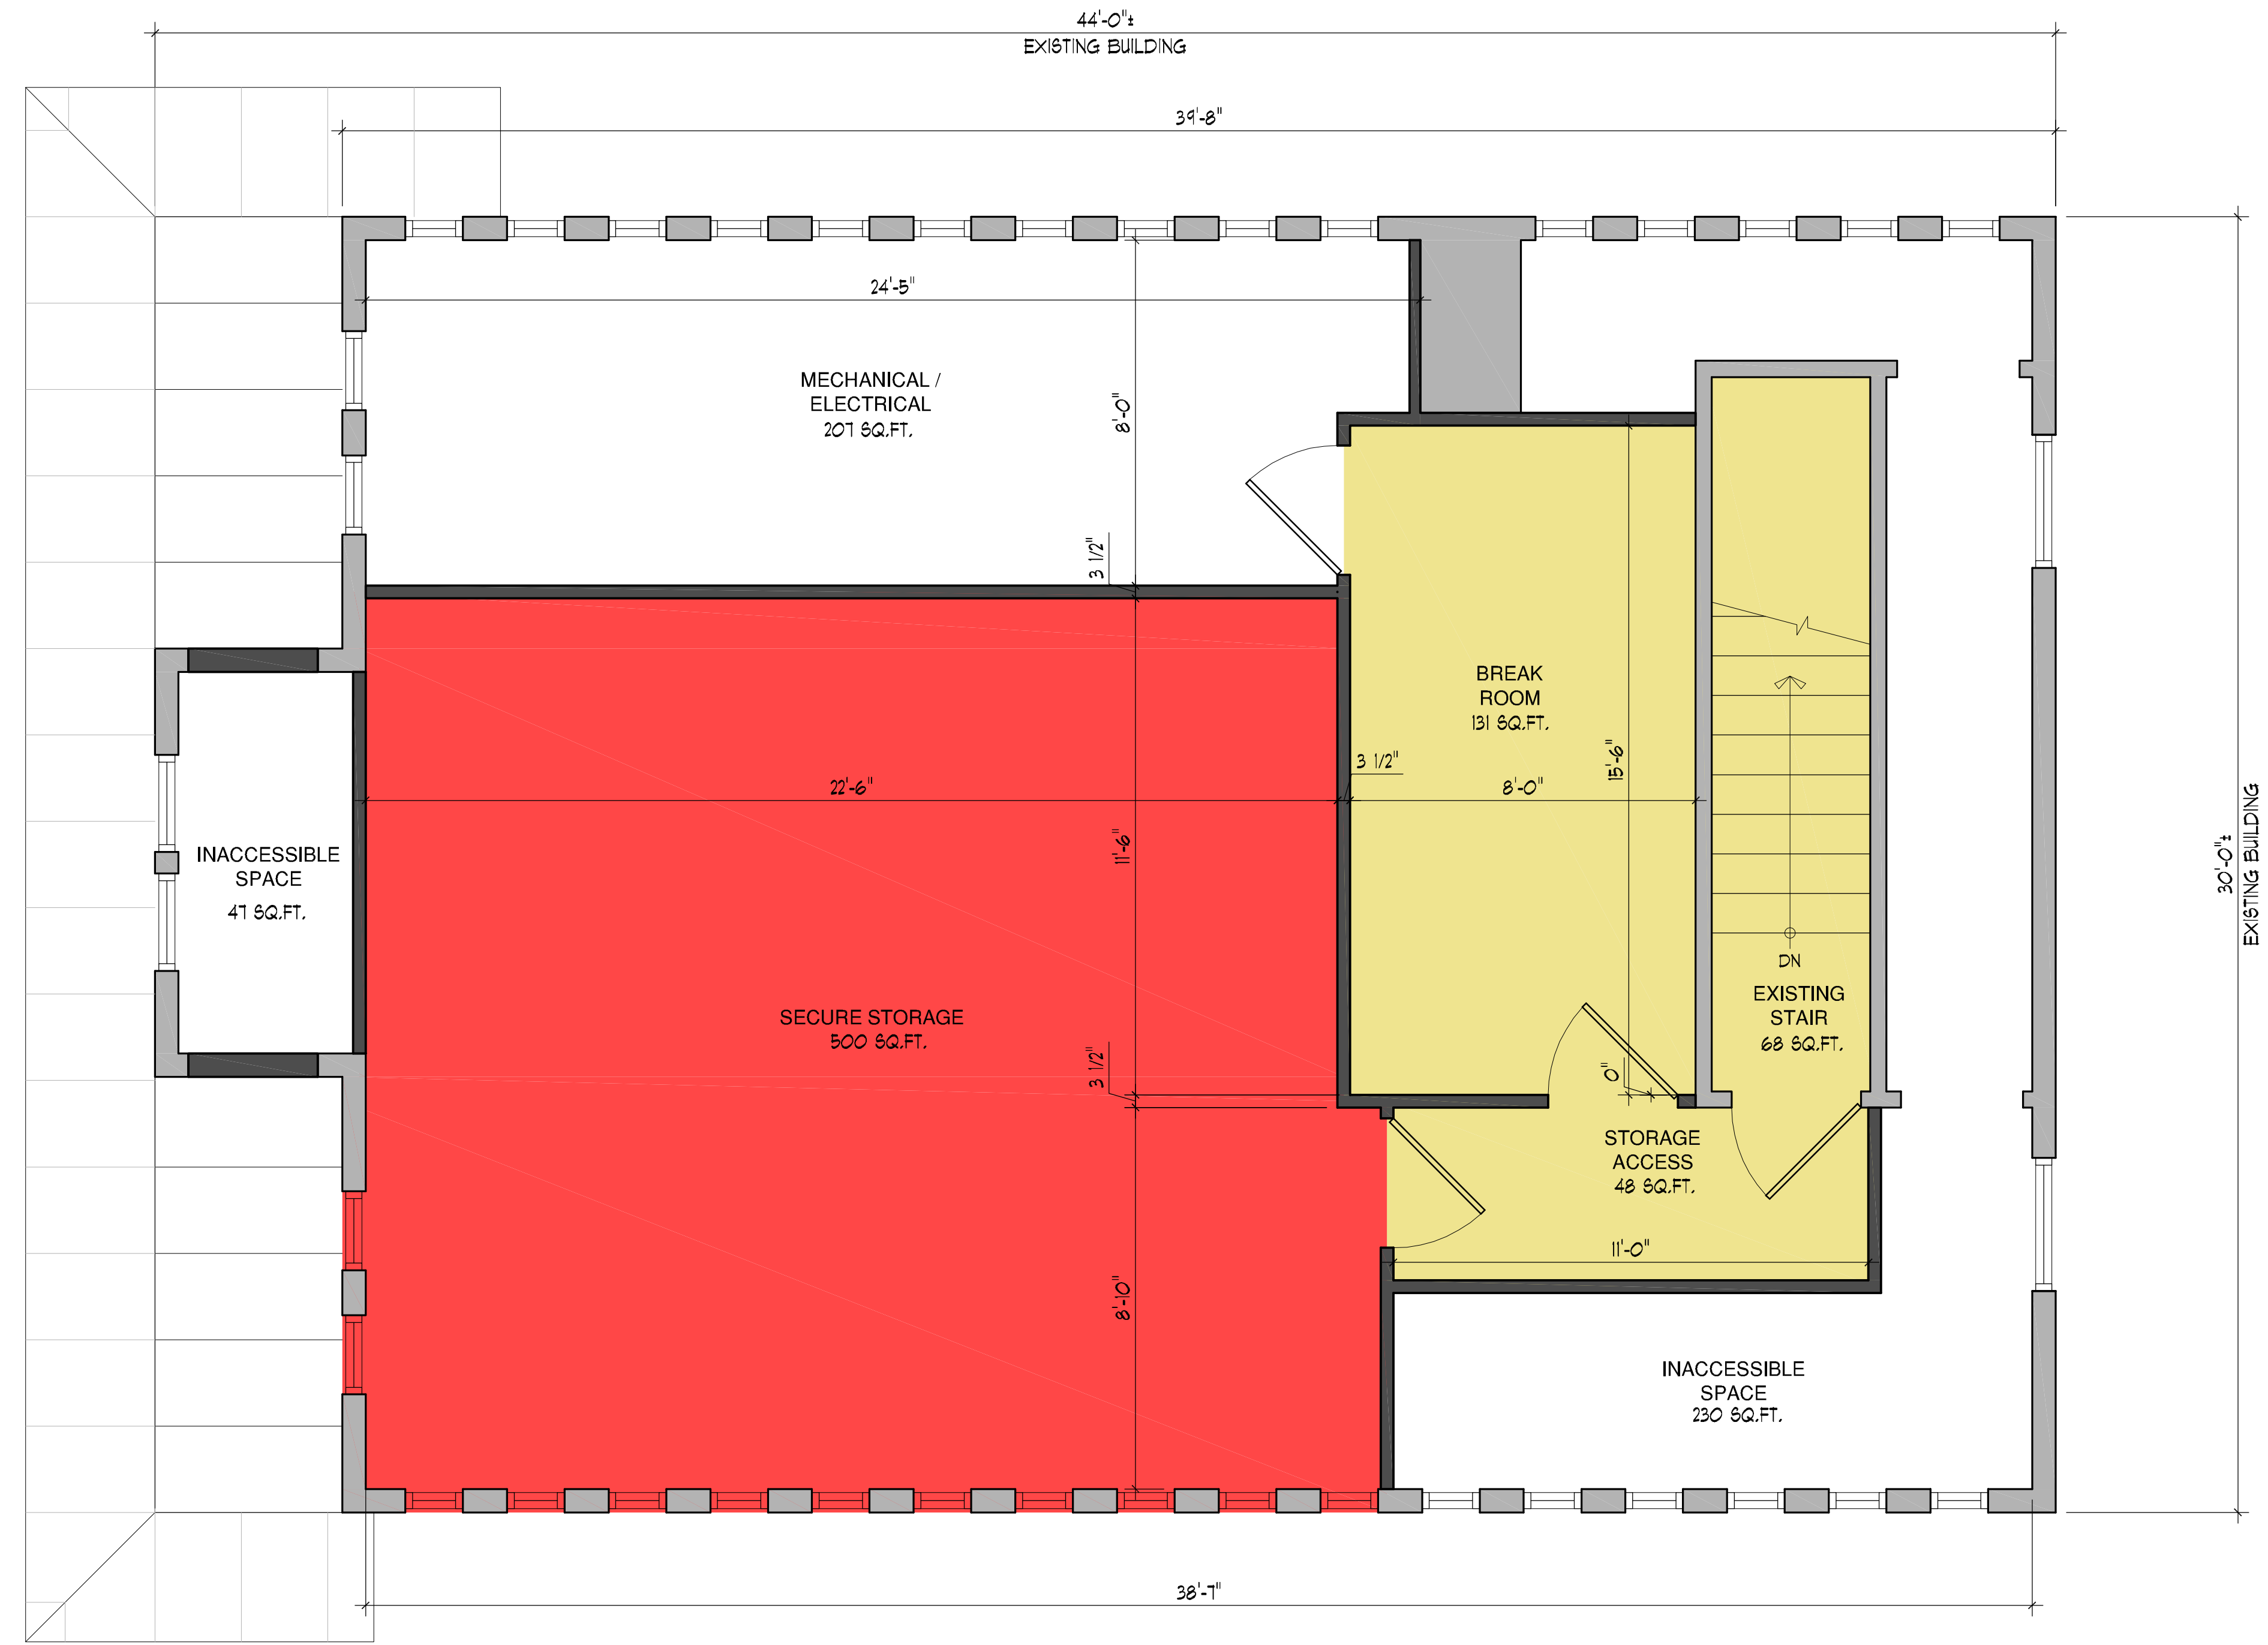 44'-0"±
EXISTING BUILDING
39'-8"
24'-5"
MECHANICAL /
ELECTRICAL
207 SQ.FT.
8'-0"
3 1/2"
BREAK
ROOM
131 SQ.FT.
15'-6"
3 1/2"
22'-6"
8'-0"
11'-6"
INACCESSIBLE
SPACE
47 SQ.FT.
30'-0"±
EXISTING BUILDING
DN
EXISTING
STAIR
68 SQ.FT.
SECURE STORAGE
500 SQ.FT.
3 1/2"
0"
STORAGE
ACCESS
48 SQ.FT.
11'-0"
8'-10"
INACCESSIBLE
SPACE
230 SQ.FT.
38'-7"